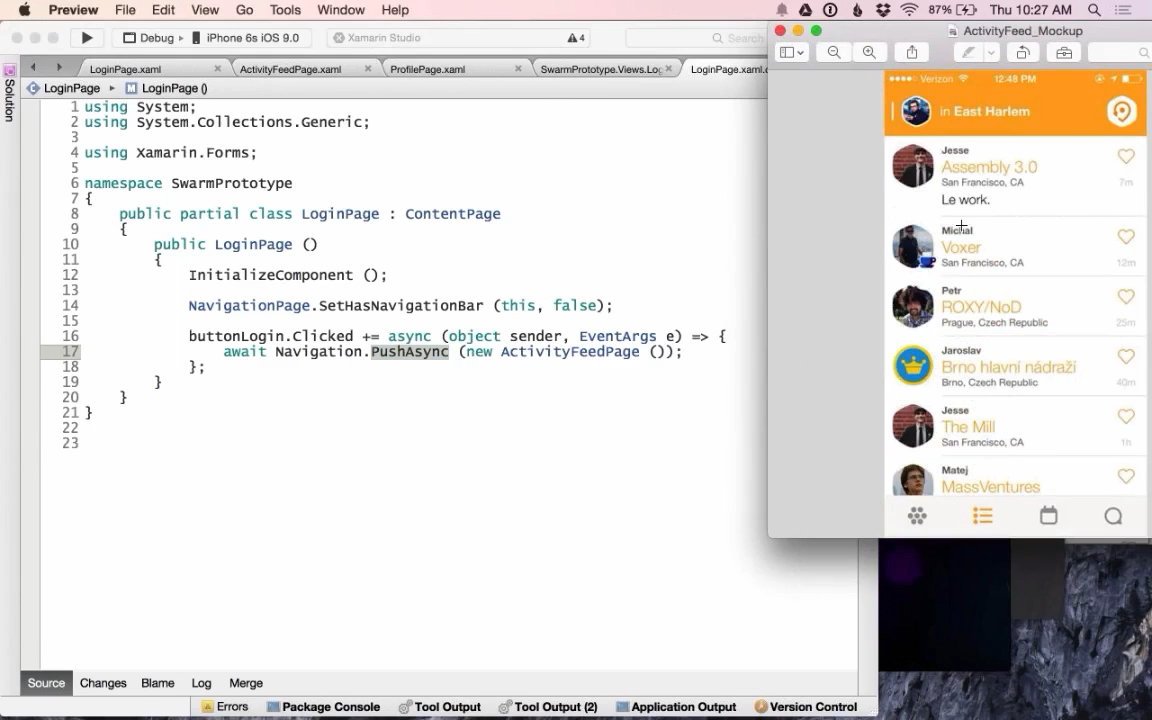 Preview File Edit View Go Tools Window Help
87% Thu 10:27 AM
Debug iPhone 6s iOS 9.0
Xamarin Studio
4
Search
ActivityFeed_Mockup
LoginPage.xaml
ActivityFeedPage.xaml
ProfilePage.xaml
SwarmPrototype.Views.Log
LoginPage.xaml.c
Solution
LoginPage LoginPage ()
1 using System;
2 using System.Collections.Generic;
3
4 using Xamarin.Forms;
5
6 namespace SwarmPrototype
7 {
8 public partial class LoginPage : ContentPage
9 {
10 public LoginPage ()
11 {
12 InitializeComponent ();
13
14 NavigationPage.SetHasNavigationBar (this, false);
15
16 buttonLogin.Clicked += async (object sender, EventArgs e) => {
17 await Navigation.PushAsync (new ActivityFeedPage ());
18 };
19 }
20 }
21 }
22
23
Verizon 12:48 PM
in East Harlem
Jesse
Assembly 3.0
San Francisco, CA 7m
Le work.
Michal
Voxer
San Francisco, CA 12m
Petr
ROXY/NoD
Prague, Czech Republic 25m
Jaroslav
Brno hlavní nádraží
Brno, Czech Republic 40m
Jesse
The Mill
San Francisco, CA 1h
Matej
MassVentures
Source Changes Blame Log Merge
Errors Package Console Tool Output Tool Output (2) Application Output Version Control